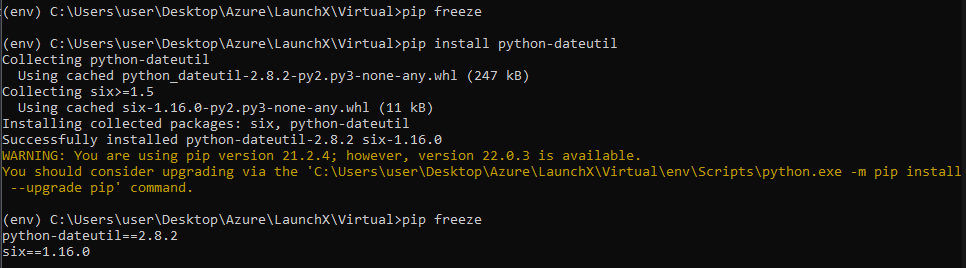 (env) C:\Users\user\Desktop\Azure\LaunchX\Virtual>pip freeze
(env) C:\Users\user\Desktop\Azure\LaunchX\Virtual>pip install python-dateutil
Collecting python-dateutil
  Using cached python_dateutil-2.8.2-py2.py3-none-any.whl (247 kB)
Collecting six>=1.5
  Using cached six-1.16.0-py2.py3-none-any.whl (11 kB)
Installing collected packages: six, python-dateutil
Successfully installed python-dateutil-2.8.2 six-1.16.0
WARNING: You are using pip version 21.2.4; however, version 22.0.3 is available.
You should consider upgrading via the 'C:\Users\user\Desktop\Azure\LaunchX\Virtual\env\Scripts\python.exe -m pip install
 --upgrade pip' command.
(env) C:\Users\user\Desktop\Azure\LaunchX\Virtual>pip freeze
python-dateutil==2.8.2
six==1.16.0